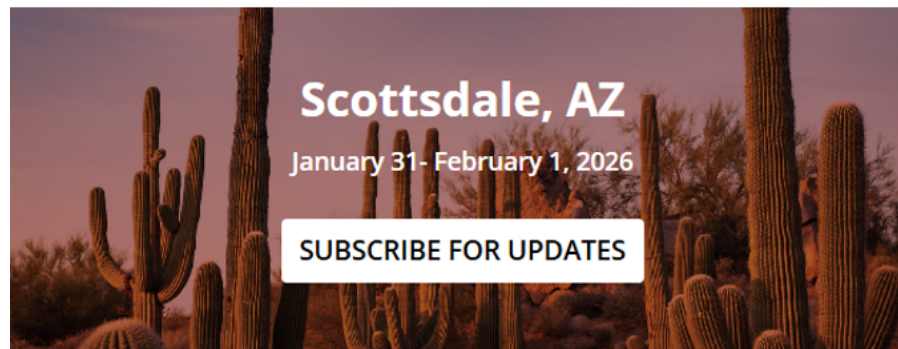 Scottsdale, AZ
January 31- February 1, 2026
SUBSCRIBE FOR UPDATES